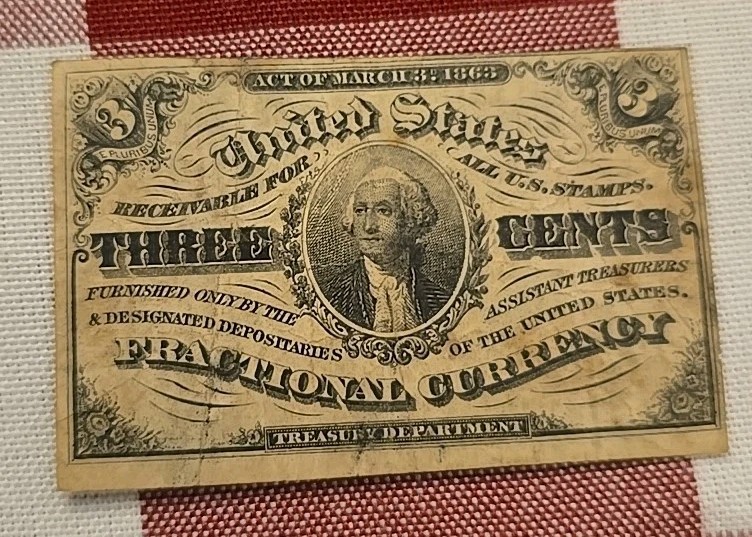 ACT OF MARCH 3D 1863
3 3
E PLURIBUS UNUM
PLURIBUS UNUM
United States
RECEIVABLE FOR ALL U.S. STAMPS.
THREE CENTS
FURNISHED ONLY BY THE ASSISTANT TREASURERS
& DESIGNATED DEPOSITARIES OF THE UNITED STATES.
FRACTIONAL CURRENCY
TREASURY DEPARTMENT